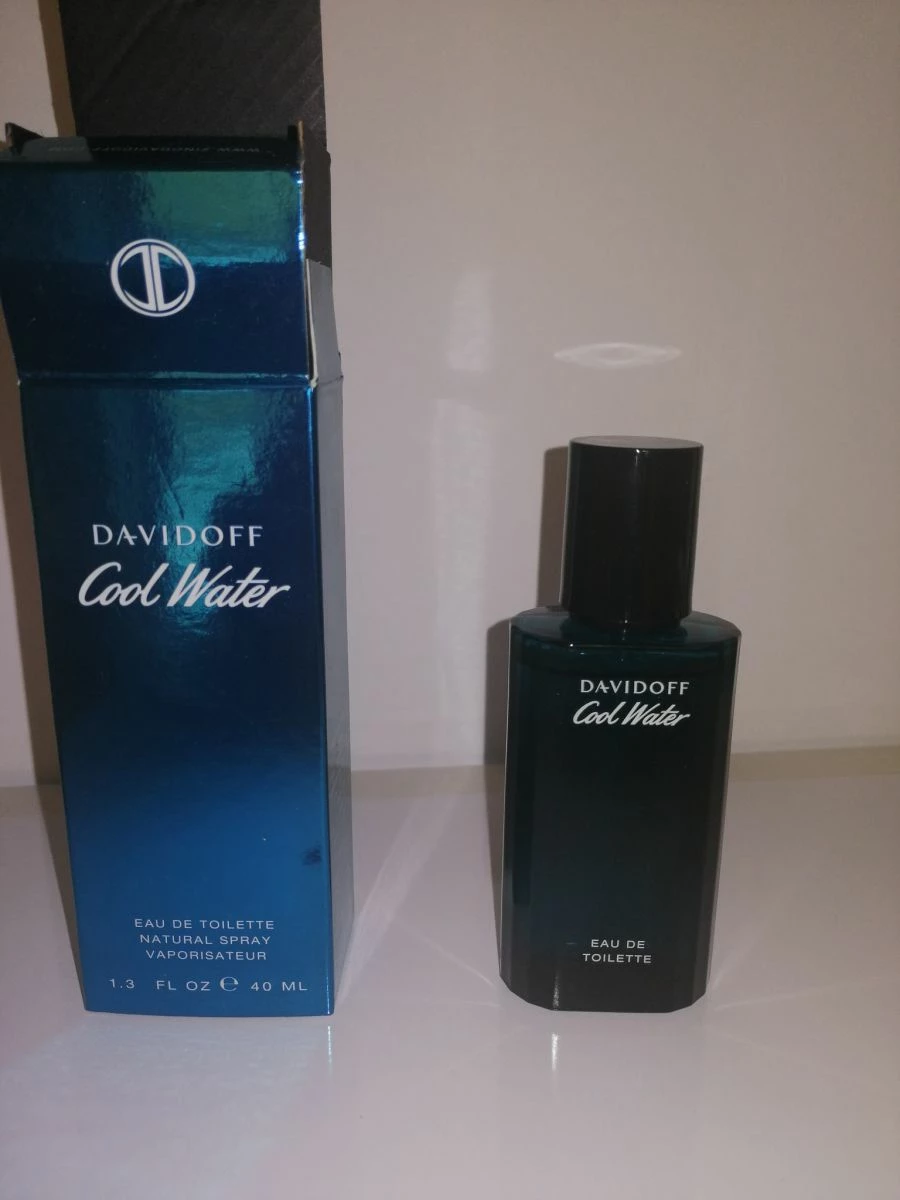 DAVIDOFF
Cool Water
EAU DE TOILETTE
NATURAL SPRAY
VAPORISATEUR
1.3 FL OZ ℮ 40 ML
DAVIDOFF
Cool Water
EAU DE
TOILETTE